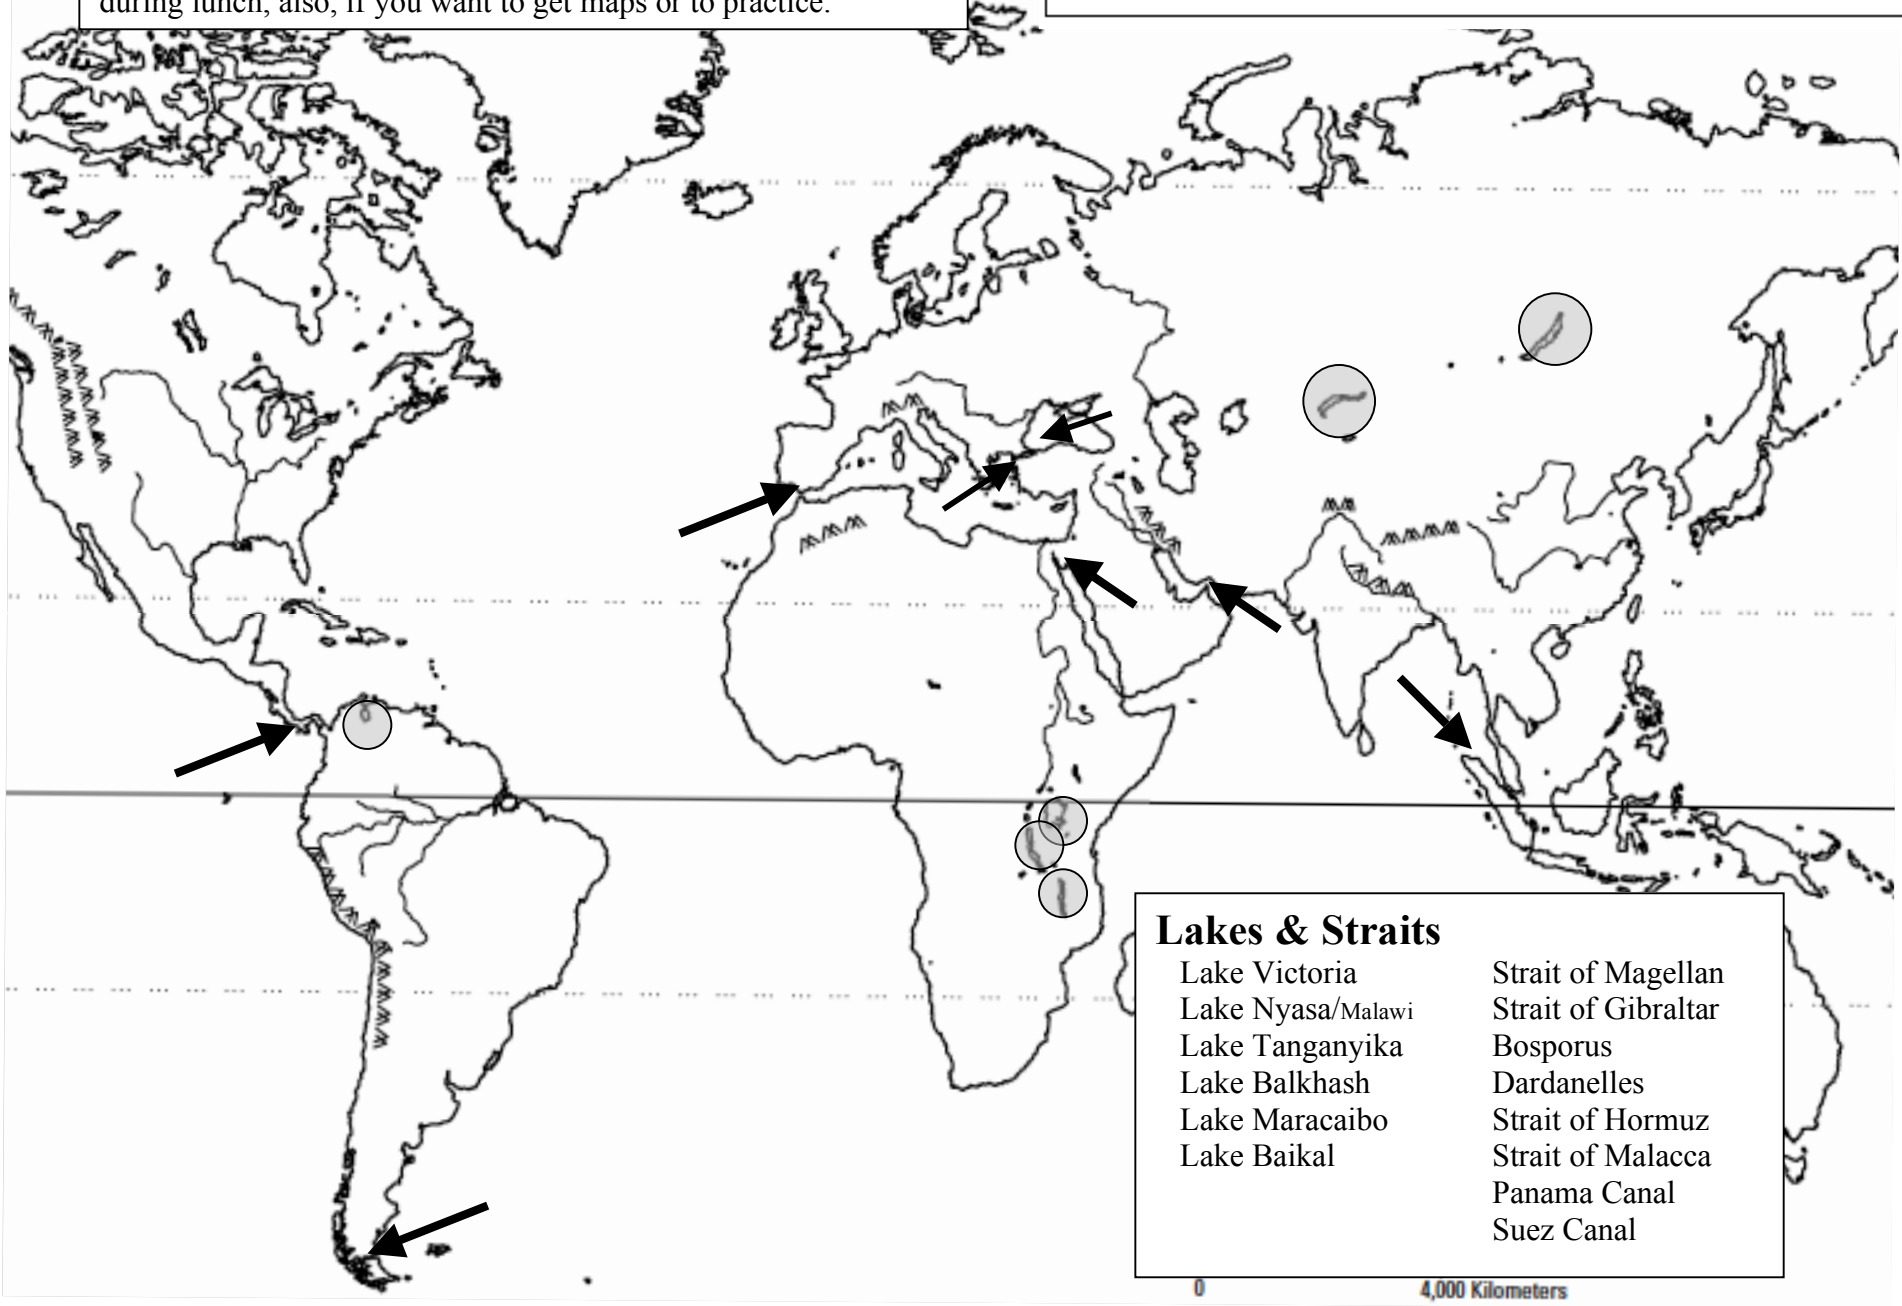 during lunch, also, if you want to get maps or to practice.
Lakes & Straits
Lake Victoria
Lake Nyasa/Malawi
Lake Tanganyika
Lake Balkhash
Lake Maracaibo
Lake Baikal
Strait of Magellan
Strait of Gibraltar
Bosporus
Dardanelles
Strait of Hormuz
Strait of Malacca
Panama Canal
Suez Canal
0 4,000 Kilometers